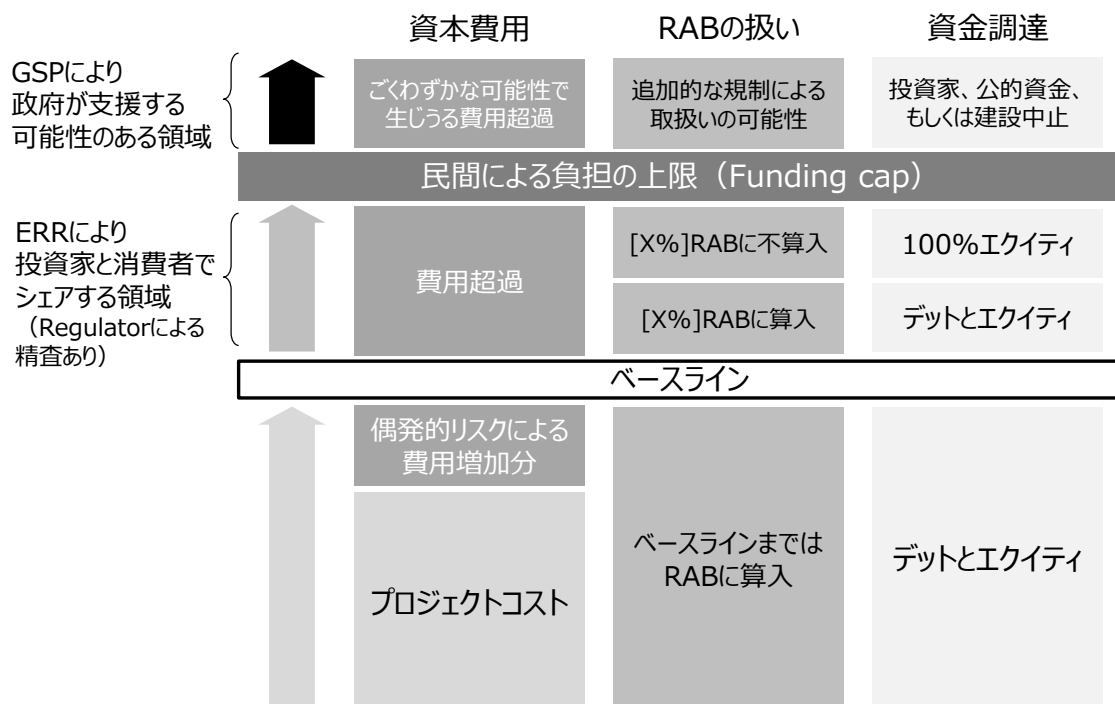 資本費用
RABの扱い
資金調達
GSPにより
政府が支援する
可能性のある領域
ごくわずかな可能性で
生じうる費用超過
追加的な規制による
取扱いの可能性
投資家、公的資金、
もしくは建設中止
民間による負担の上限（Funding cap）
ERRにより
投資家と消費者で
シェアする領域
（Regulatorによる
精査あり）
費用超過
[X%]RABに不算入
100%エクイティ
[X%]RABに算入
デットとエクイティ
ベースライン
偶発的リスクによる
費用増加分
プロジェクトコスト
ベースラインまでは
RABに算入
デットとエクイティ